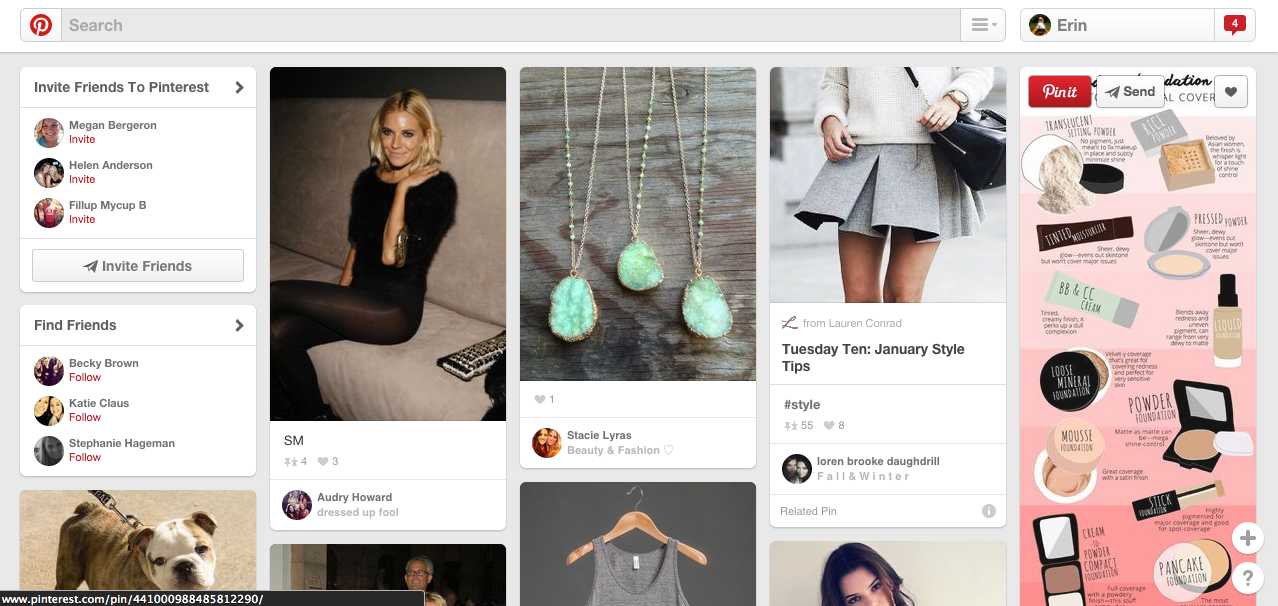 Search
Erin
4
Invite Friends To Pinterest
Megan Bergeron
Invite
Helen Anderson
Invite
Fillup Mycup B
Invite
Invite Friends
Find Friends
Becky Brown
Follow
Katie Claus
Follow
Stephanie Hageman
Follow
www.pinterest.com/pin/441000988485812290/
SM
4 3
Audry Howard
dressed up fool
1
Stacie Lyras
Beauty & Fashion ♡
from Lauren Conrad
Tuesday Ten: January Style
Tips
#style
55 8
loren brooke daughdrill
F a l l & W i n t e r
Related Pin
Pin it
Send
COVER
TRANSLUCENT
SETTING POWDER
No pigment, just
meant to fix makeup
in place and subtly
minimize shine
RICE
POWDER
Beloved by
Asian women,
the finish is
whisper light
for a touch
of shine
control
TINTED MOISTURIZER
Sheer, dewy
glow—evens out skintone
but won't cover major issues
PRESSED POWDER
Sheer, dewy
glow—evens out
skintone but won't
cover major
issues
BB & CC
CREAM
Tinted,
creamy finish; it
perks up a dull
complexion
Blends away
redness and
uneven
pigment, can
range from very
dewy to matte
LIQUID
FOUNDATION
LOOSE
MINERAL
FOUNDATION
Velvet-y coverage
that's great for
covering redness
and perfect for
very sensitive
skin
POWDER
FOUNDATION
Matte as matte can
be—mega
shine-control
MOUSSE
FOUNDATION
Great coverage
with a satin finish
STICK
FOUNDATION
Highly
pigmented for
major coverage and good
for spot-coverage
CREAM
TO-
POWDER
COMPACT
FOUNDATION
Full coverage
with a powdery
finish—this stuff
PANCAKE
FOUNDATION
The most
+
?